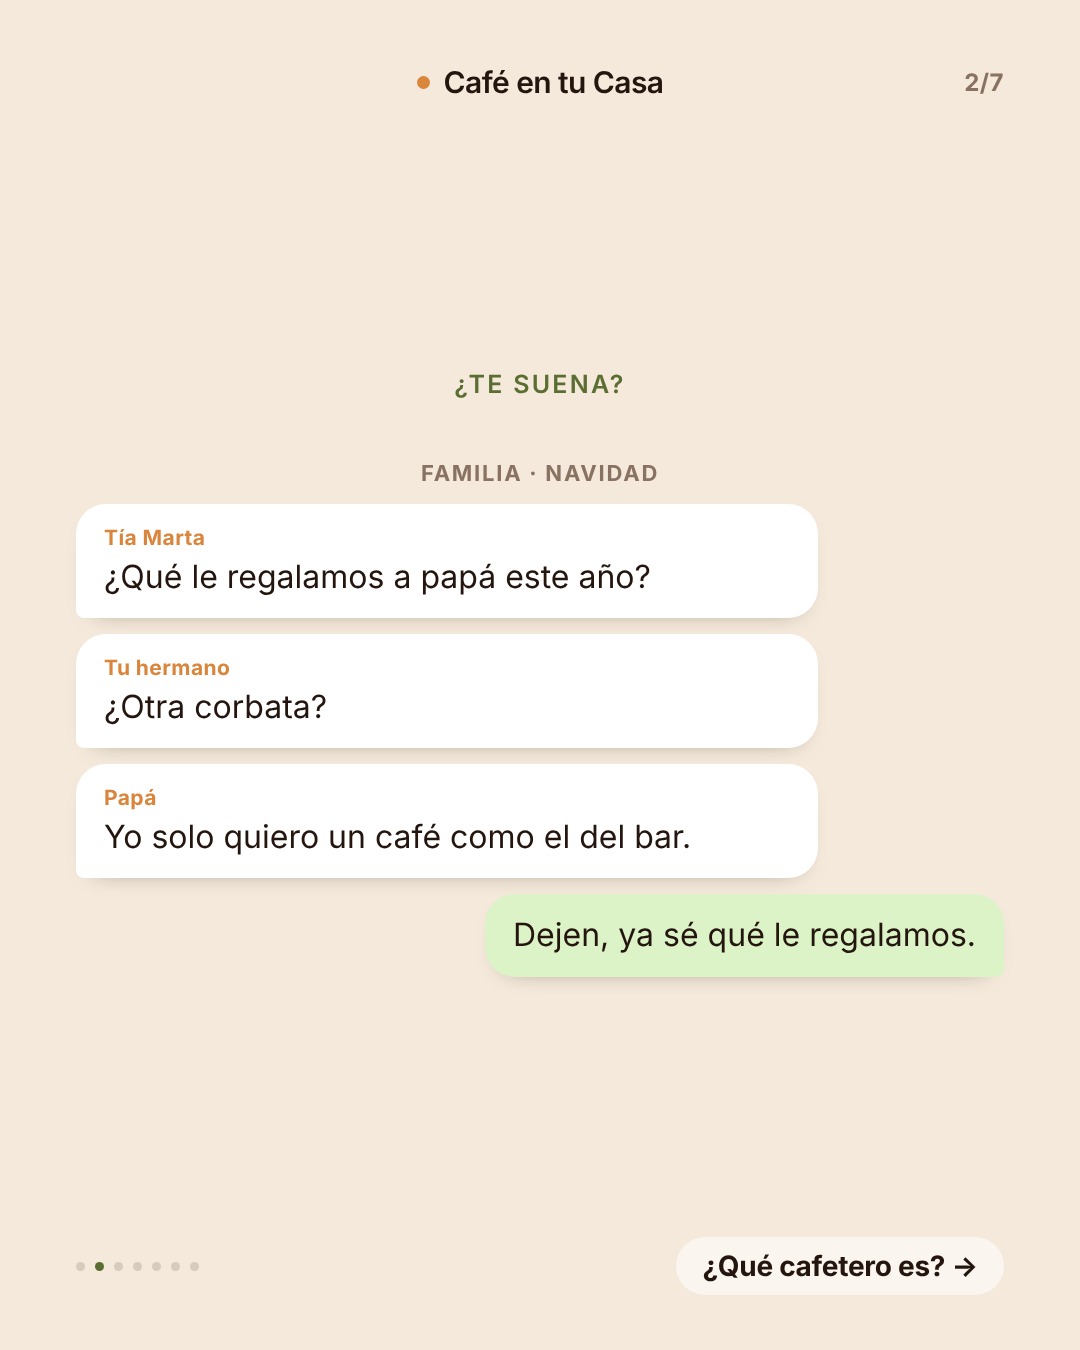 Café en tu Casa
2/7
¿TE SUENA?
FAMILIA · NAVIDAD
Tía Marta
¿Qué le regalamos a papá este año?
Tu hermano
¿Otra corbata?
Papá
Yo solo quiero un café como el del bar.
Dejen, ya sé qué le regalamos.
¿Qué cafetero es? →